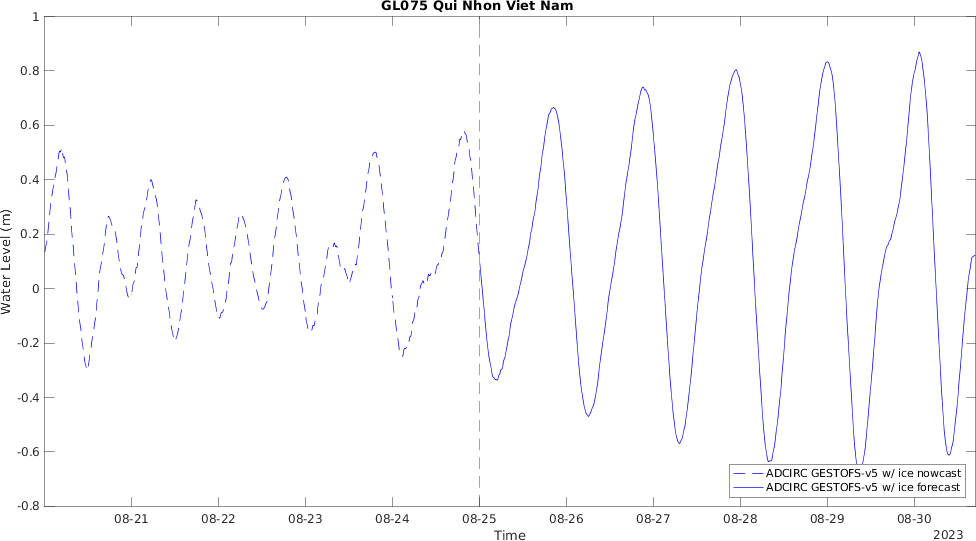 GL075 Qui Nhon Viet Nam
Water Level (m)
1
0.8
0.6
0.4
0.2
0
-0.2
-0.4
-0.6
-0.8
ADCIRC GESTOFS-v5 w/ ice nowcast
ADCIRC GESTOFS-v5 w/ ice forecast
08-21 08-22 08-23 08-24 08-25 08-26 08-27 08-28 08-29 08-30
Time
2023